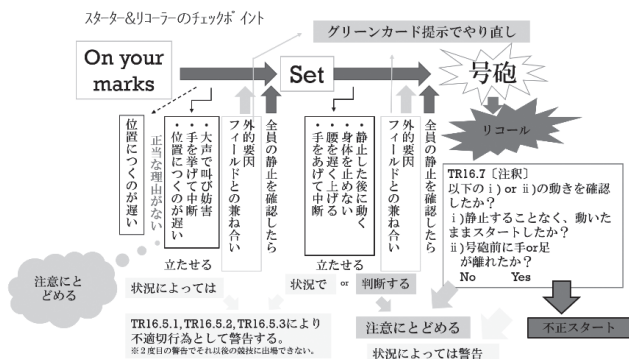 スターター&リコーラーのチェックポイント
グリーンカード提示でやり直し
On your
marks
Set
号砲
リコール
位置につくのが遅い
正当な理由がない
・大声で叫び妨害
・手を挙げて中断
・位置につくのが遅い
外的要因
フィールドとの兼ね合い
全員の静止を確認したら
・静止した後に動く
・身体を止めない
・腰を遅く上げる
・手をあげて中断
外的要因
フィールドとの兼ね合い
全員の静止を確認したら
TR16.7〔注釈〕
以下のⅰ) or ⅱ)の動きを確認
したか?
ⅰ)静止することなく、動いた
ままスタートしたか?
ⅱ)号砲前に手or足
が離れたか?
No Yes
注意にと
どめる
立たせる
立たせる
状況によっては
状況で or 判断する
TR16.5.1,TR16.5.2,TR16.5.3により
不適切行為として警告する。
※2度目の警告でそれ以後の競技に出場できない。
注意にとどめる
不正スタート
状況によっては警告